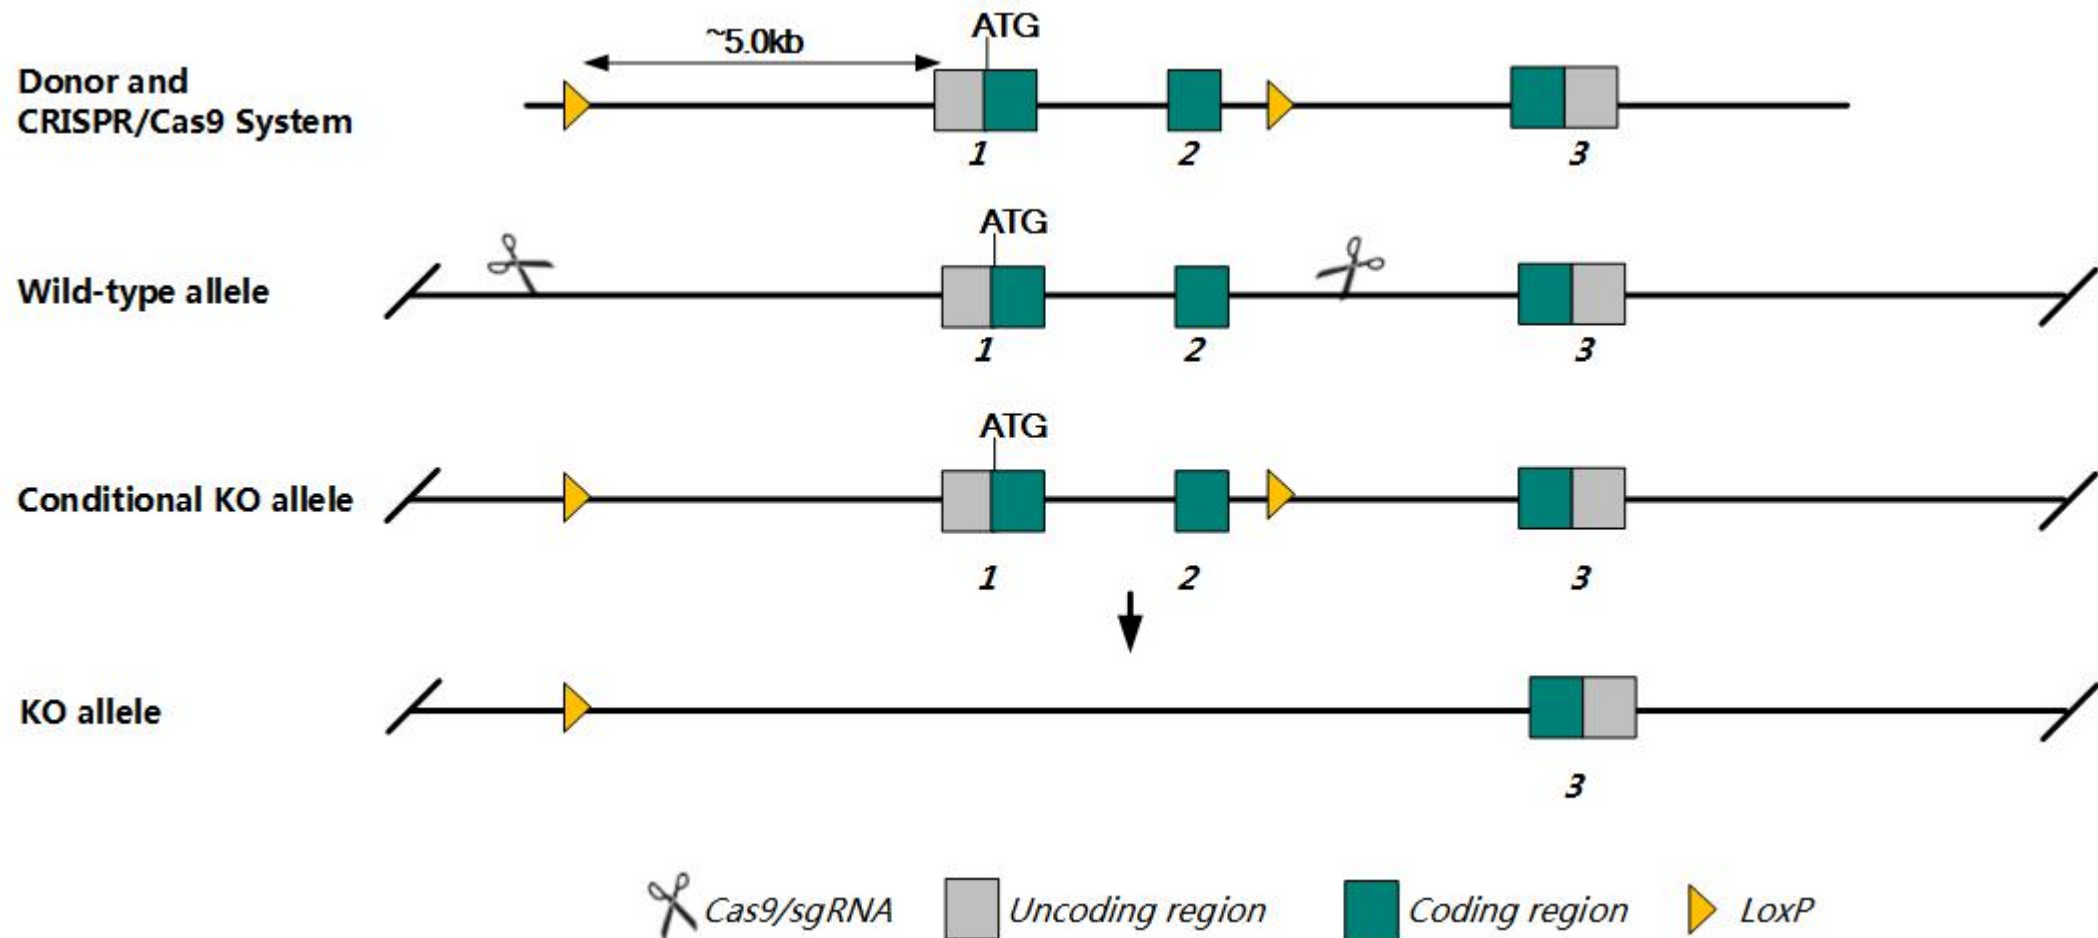 ATG
~5.0kb
Donor and
CRISPR/Cas9 System
1
2
3
ATG
Wild-type allele
1
2
3
ATG
Conditional KO allele
1
2
3
KO allele
3
Cas9/sgRNA
Uncoding region
Coding region
LoxP